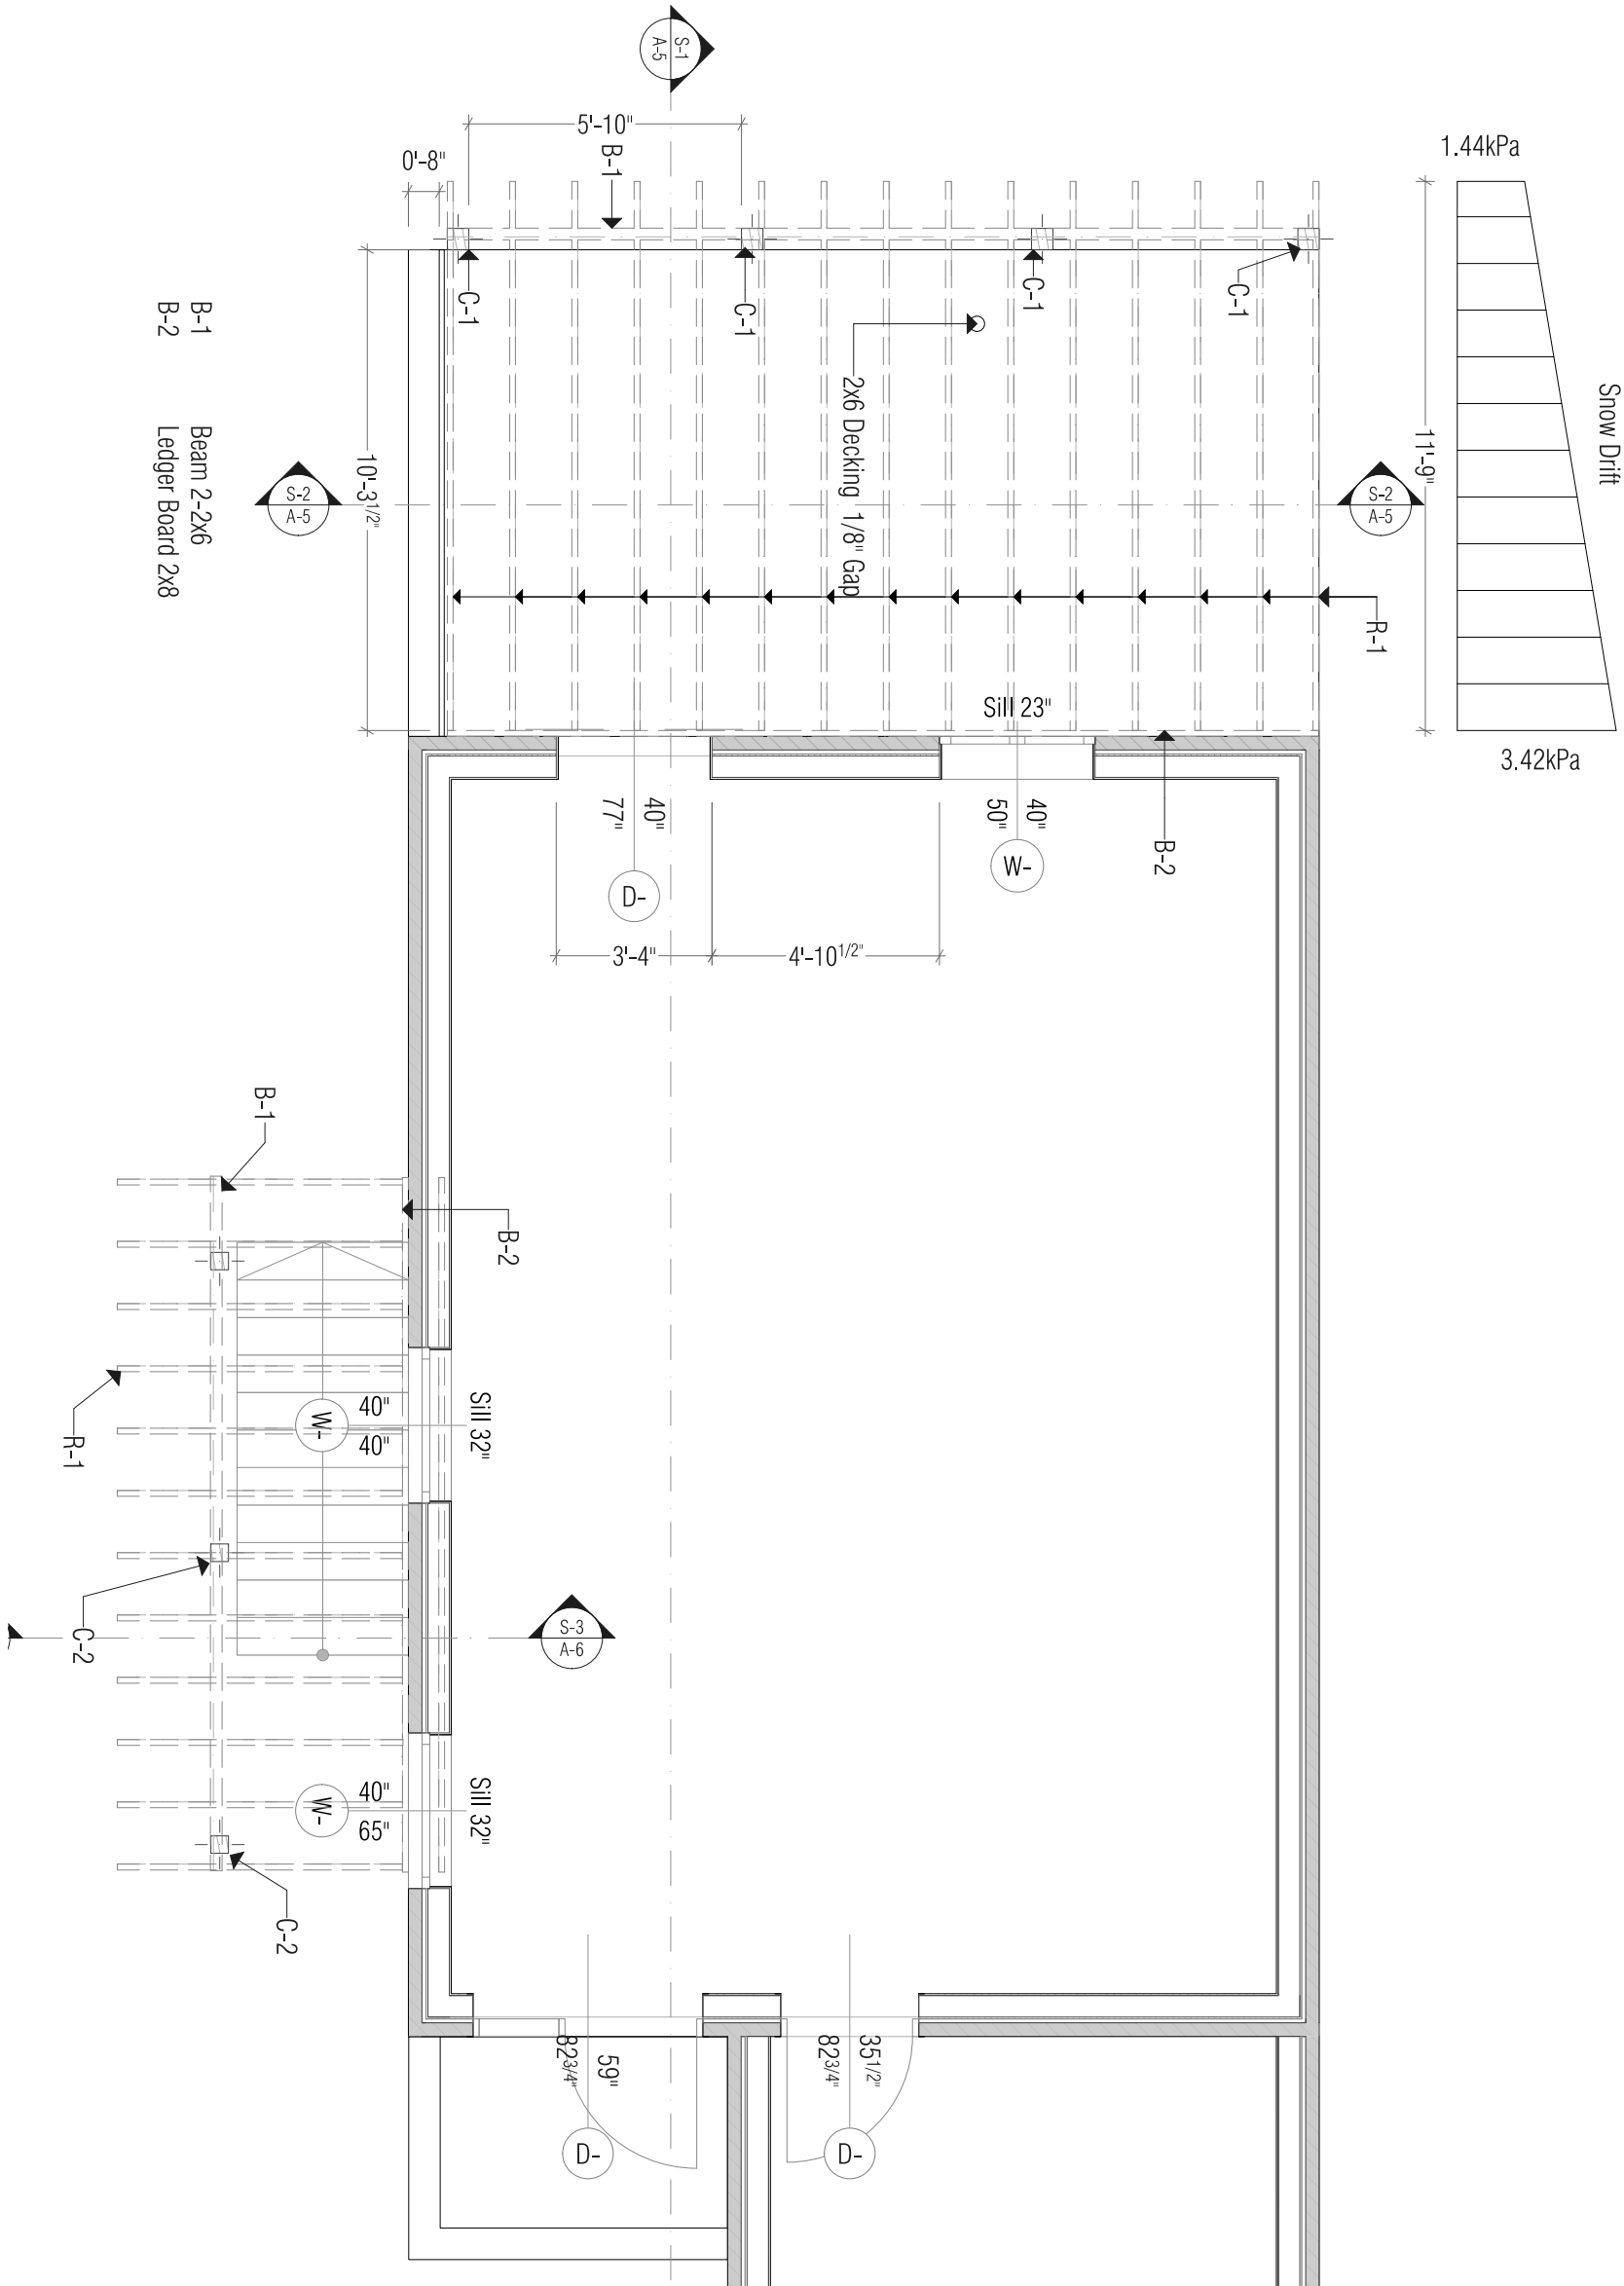 S-1
A-5
1.44kPa
5'-10"
B-1
0'-8"
C-1
C-1
C-1
C-1
Snow Drift
11'-9"
2x6 Decking 1/8" Gap
B-1 Beam 2-2x6
B-2 Ledger Board 2x8
10'-3 1/2"
S-2
A-5
S-2
A-5
R-1
Sill 23"
3.42kPa
40"
77"
40"
50"
B-2
W-
D-
3'-4"
4'-10 1/2"
B-1
B-2
R-1
40"
40"
W-
Sill 32"
C-2
S-3
A-6
40"
65"
W-
Sill 32"
C-2
59"
82 3/4"
35 1/2"
82 3/4"
D-
D-